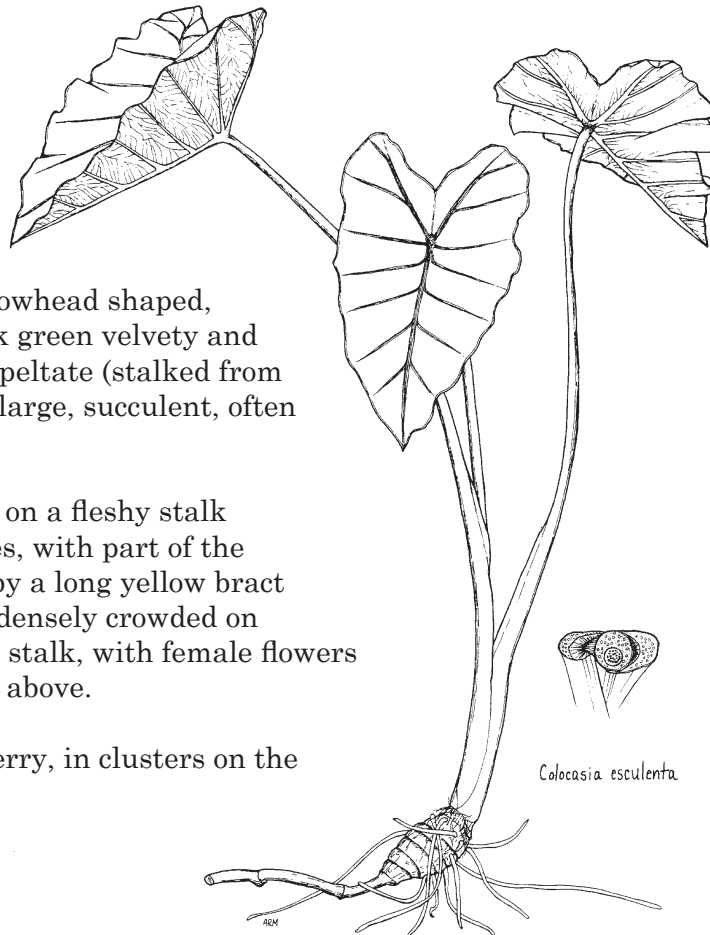 owhead shaped,
k green velvety and
peltate (stalked from
large, succulent, often
on a fleshy stalk
es, with part of the
by a long yellow bract
densely crowded on
stalk, with female flowers
above.
erry, in clusters on the
Colocasia esculenta
ARM